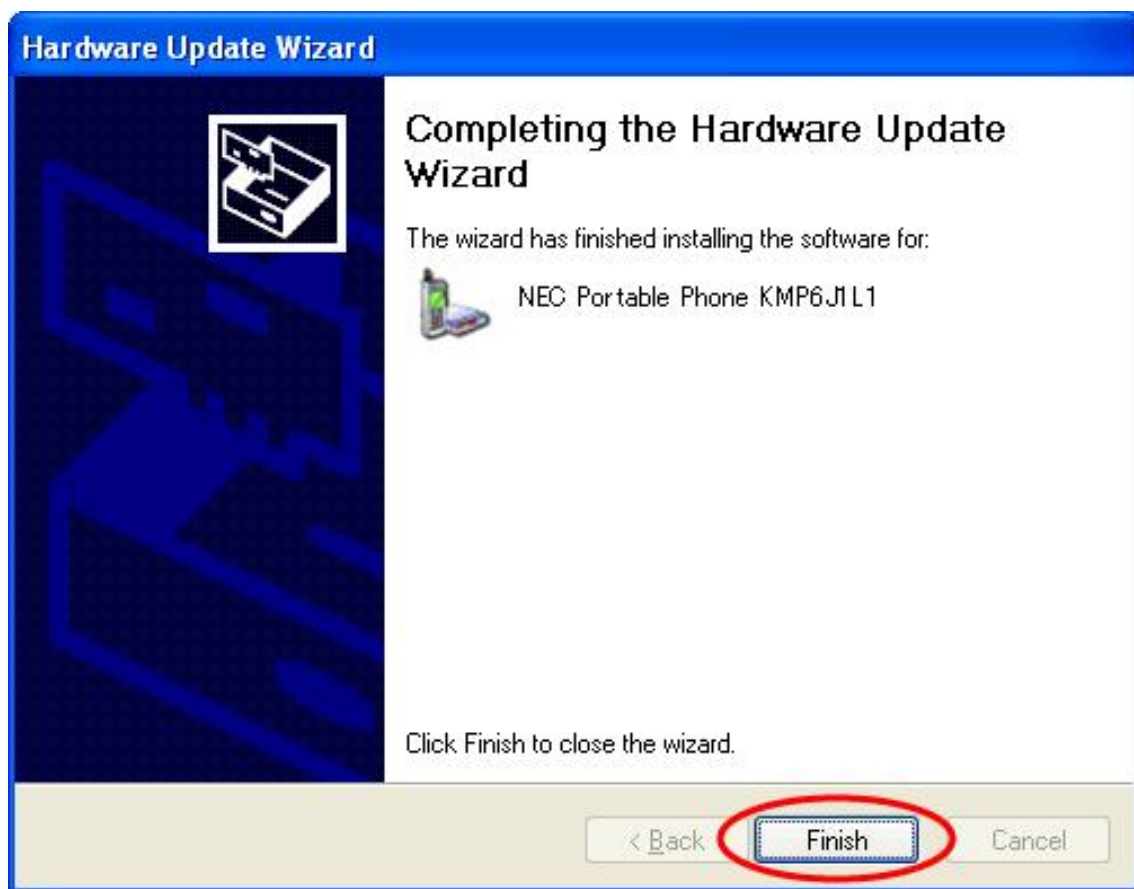 Hardware Update Wizard
Completing the Hardware Update
Wizard
The wizard has finished installing the software for:
NEC Portable Phone KMP6J1L1
Click Finish to close the wizard.
< Back
Finish
Cancel